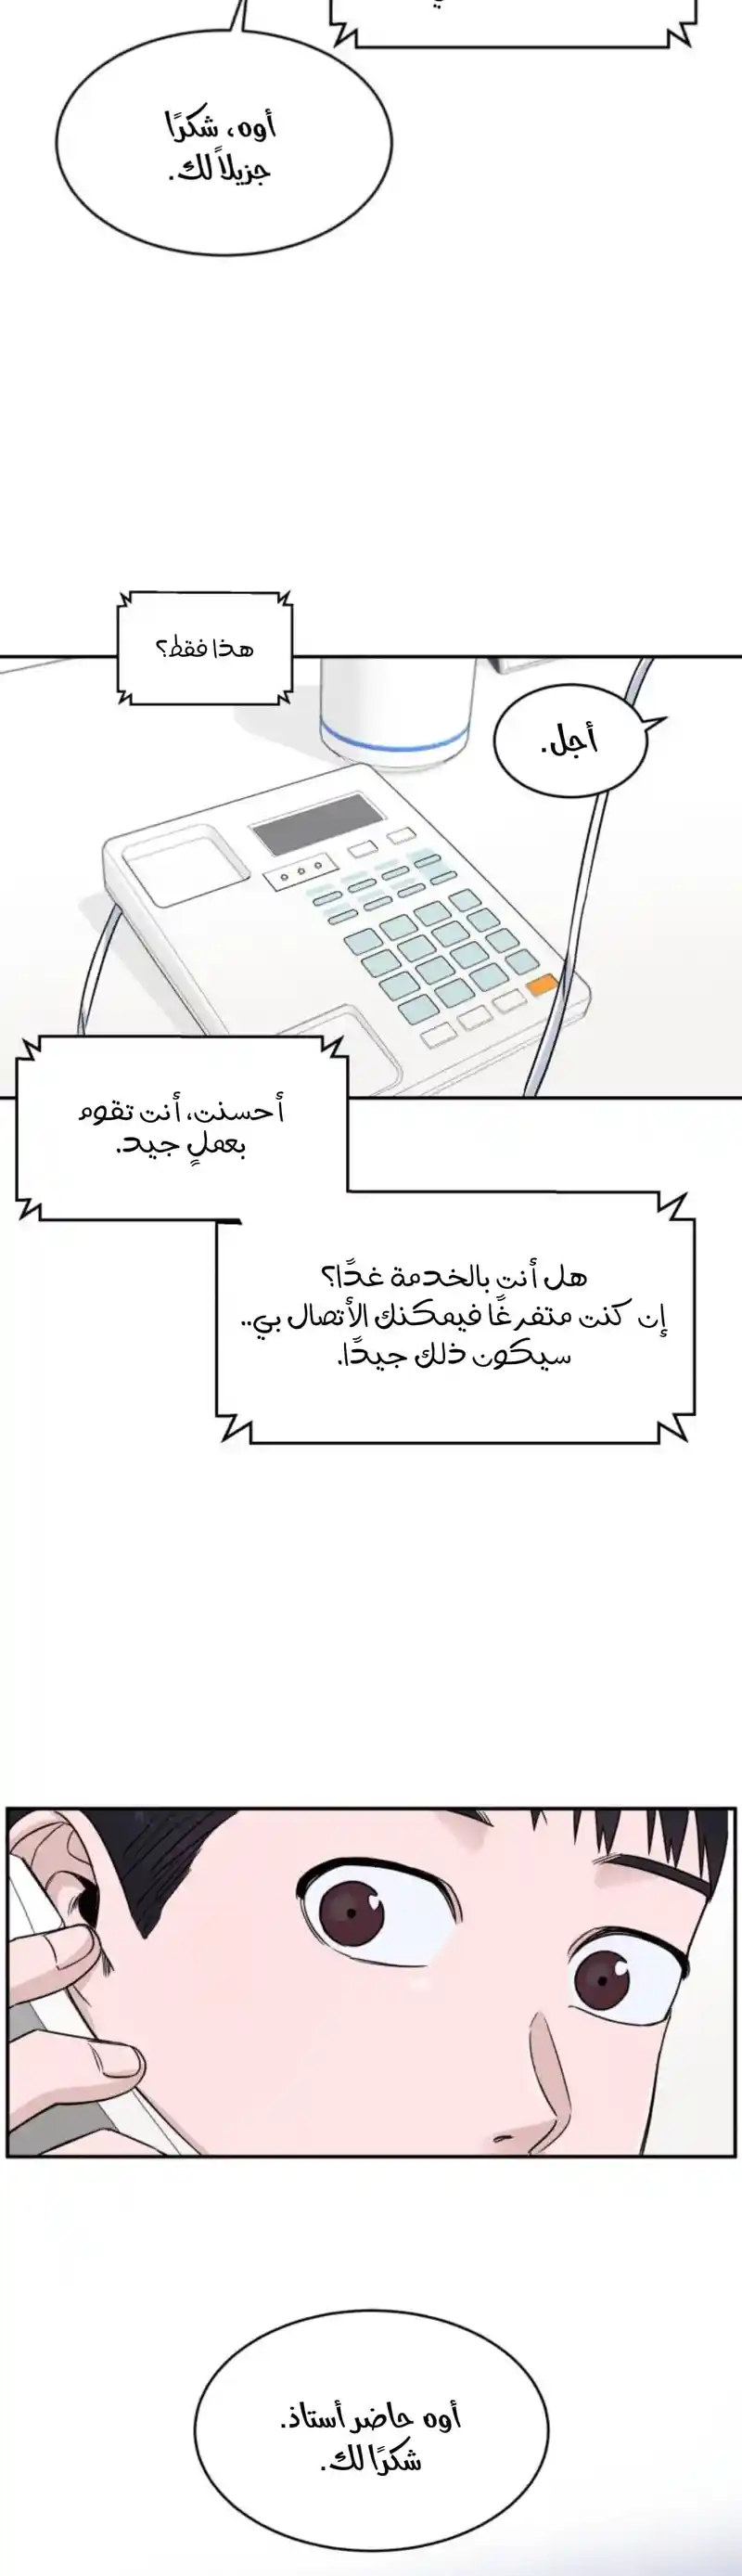 أوه، شكرًا
جزيلاً لك.
هذا فقط؟
أجل.
أحسنت، أنت تقوم
بعملٍ جيد.
هل أنت بالخدمة غدًا؟
إن كنت متفرغًا فيمكنك الأتصال بي..
سيكون ذلك جيدًا.
أوه حاضر أستاذ.
شكرًا لك.